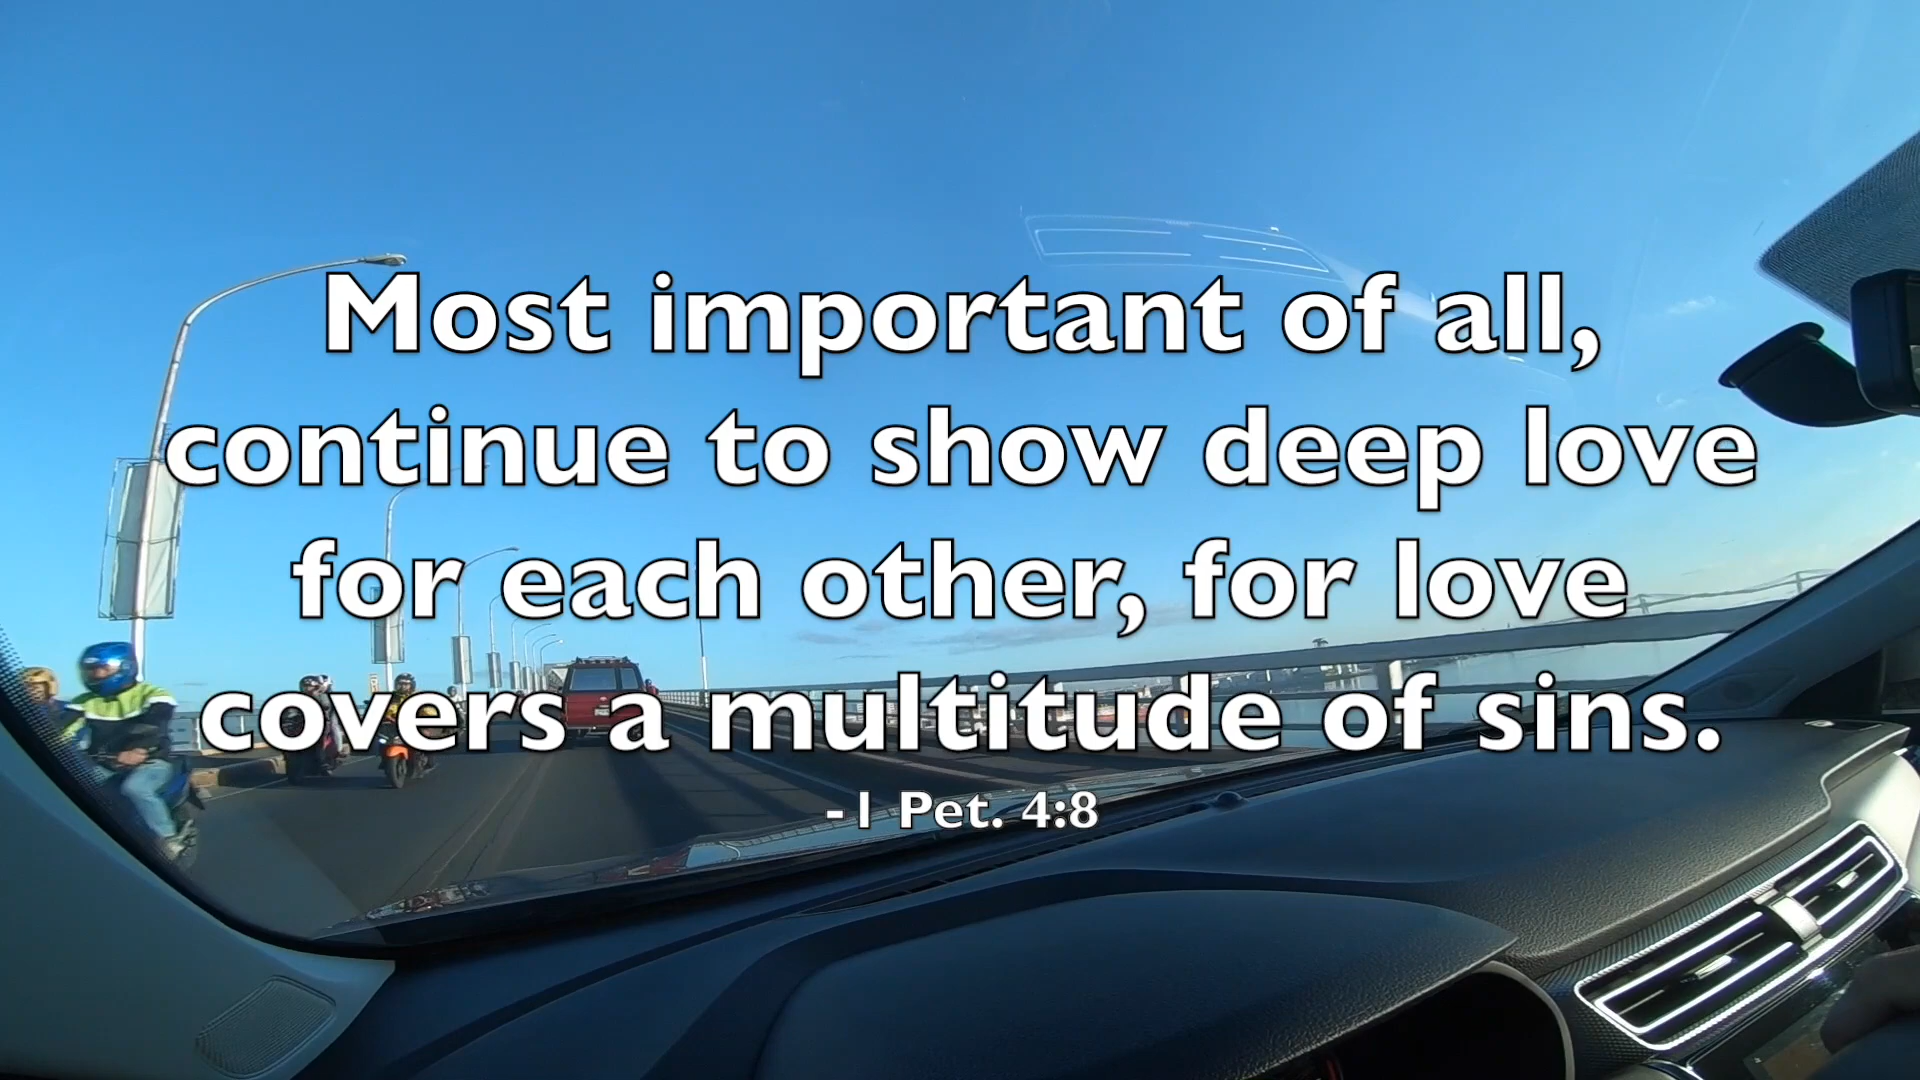 Most important of all,
continue to show deep love
for each other, for love
covers a multitude of sins.
-1 Pet. 4:8